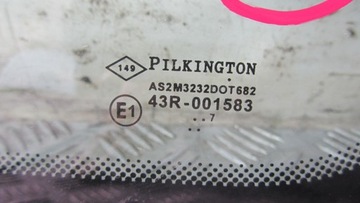 149 PILKINGTON
AS2M3232DOT682
E1 43R-001583
..7
..